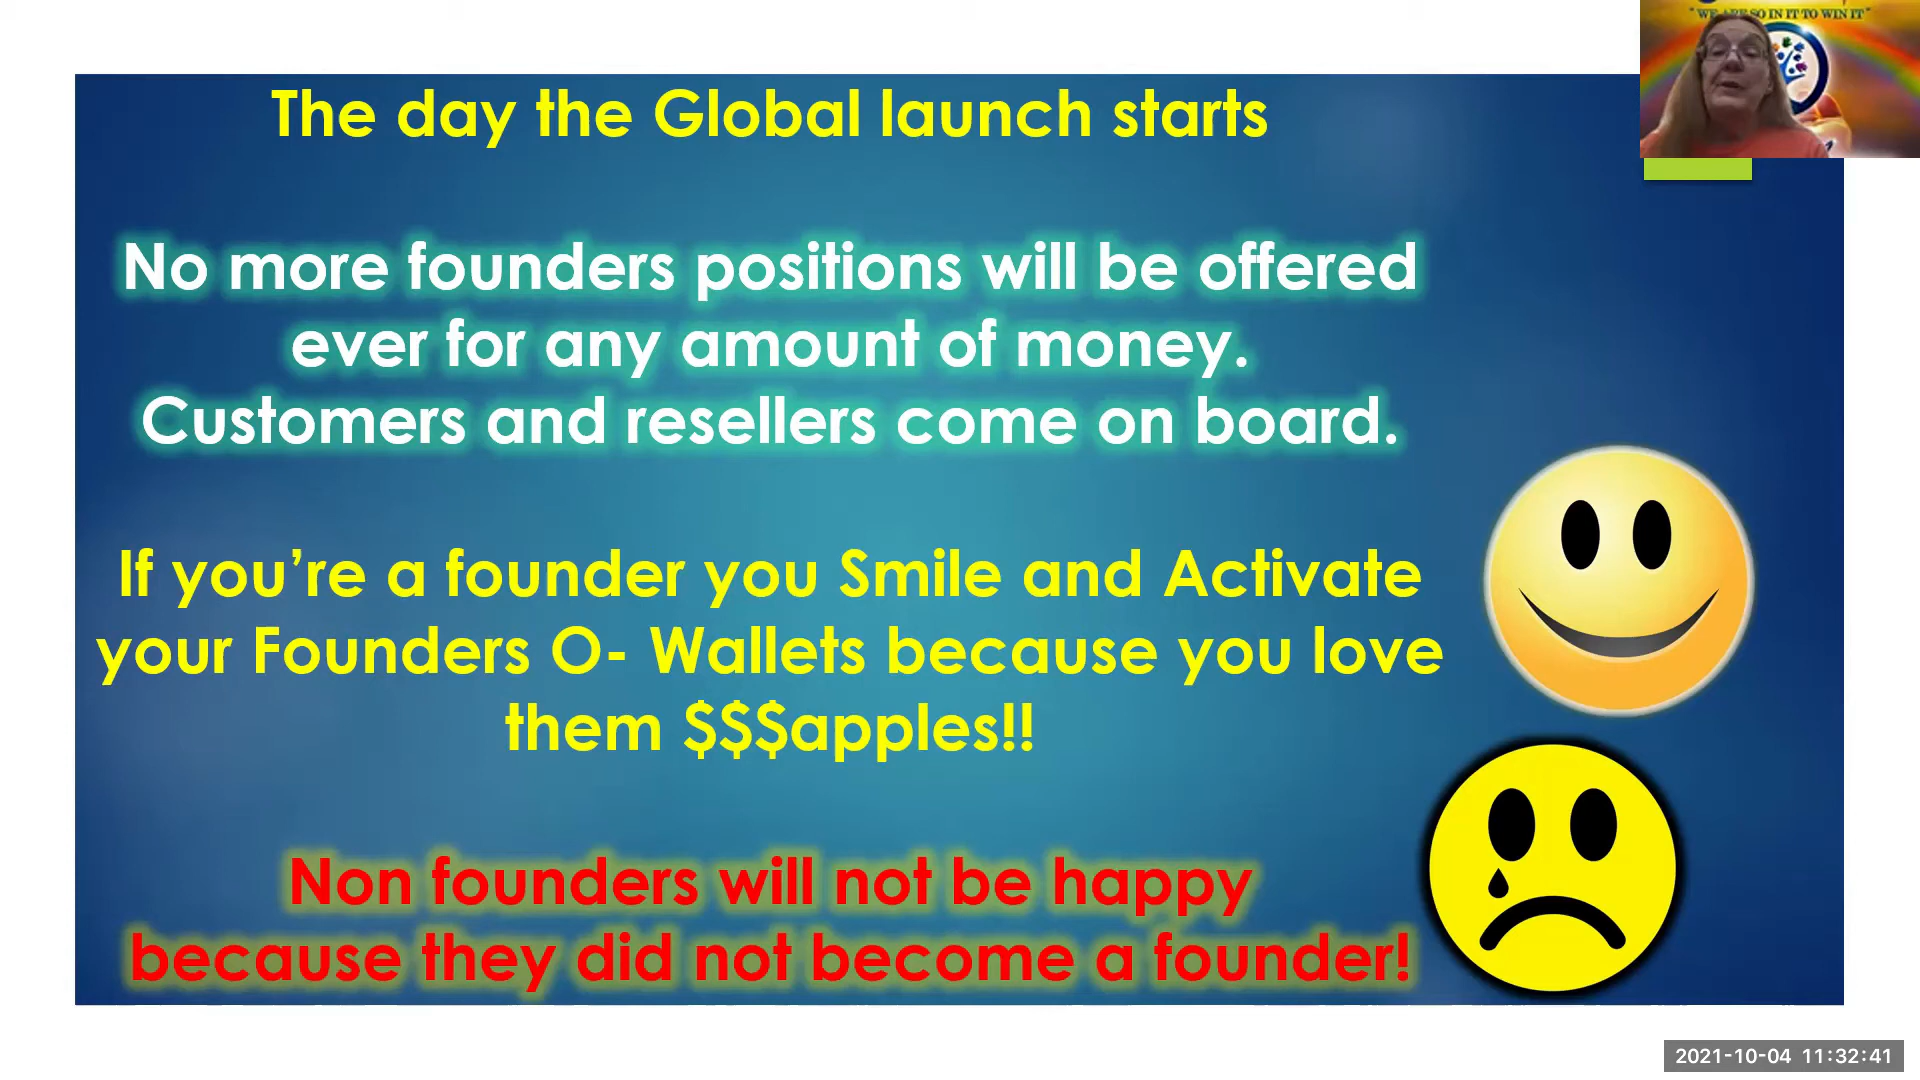 "WE ARE SO IN IT TO WIN IT"
The day the Global launch starts
No more founders positions will be offered
ever for any amount of money.
Customers and resellers come on board.
If you’re a founder you Smile and Activate
your Founders O- Wallets because you love
them $$$apples!!
Non founders will not be happy
because they did not become a founder!
2021-10-04 11:32:41